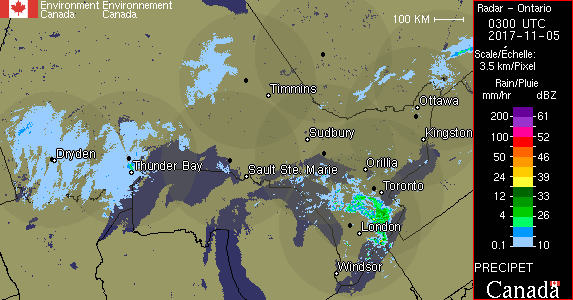 Environment Environnement
Canada Canada
100 KM
Timmins
Ottawa
Sudbury
Kingston
Dryden
Thunder Bay
Sault Ste. Marie
Orillia
Toronto
London
Windsor
Radar - Ontario
0300 UTC
2017-11-05
Scale/Échelle:
3.5 km/Pixel
Rain/Pluie
mm/hr dBZ
200 61
100 52
50 46
24 39
12 33
4 26
0.1 10
PRECIPET
Canada